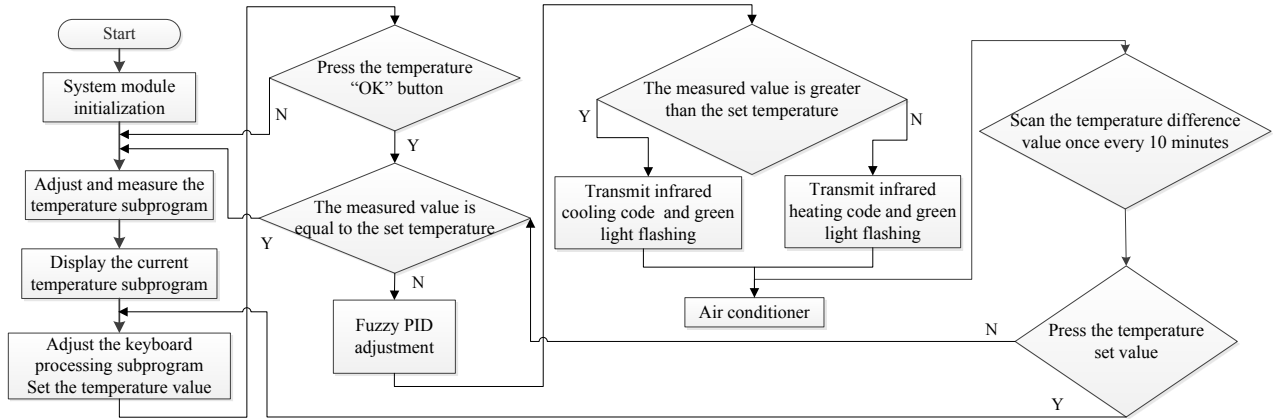 Start
System module
initialization
Adjust and measure the
temperature subprogram
Display the current
temperature subprogram
Adjust the keyboard
processing subprogram
Set the temperature value
Press the temperature
“OK” button
N
Y
The measured value is
equal to the set temperature
Y
N
Fuzzy PID
adjustment
The measured value is greater
than the set temperature
Y
N
Transmit infrared
cooling code and green
light flashing
Transmit infrared
heating code and green
light flashing
Air conditioner
Scan the temperature difference
value once every 10 minutes
Press the temperature
set value
N
Y